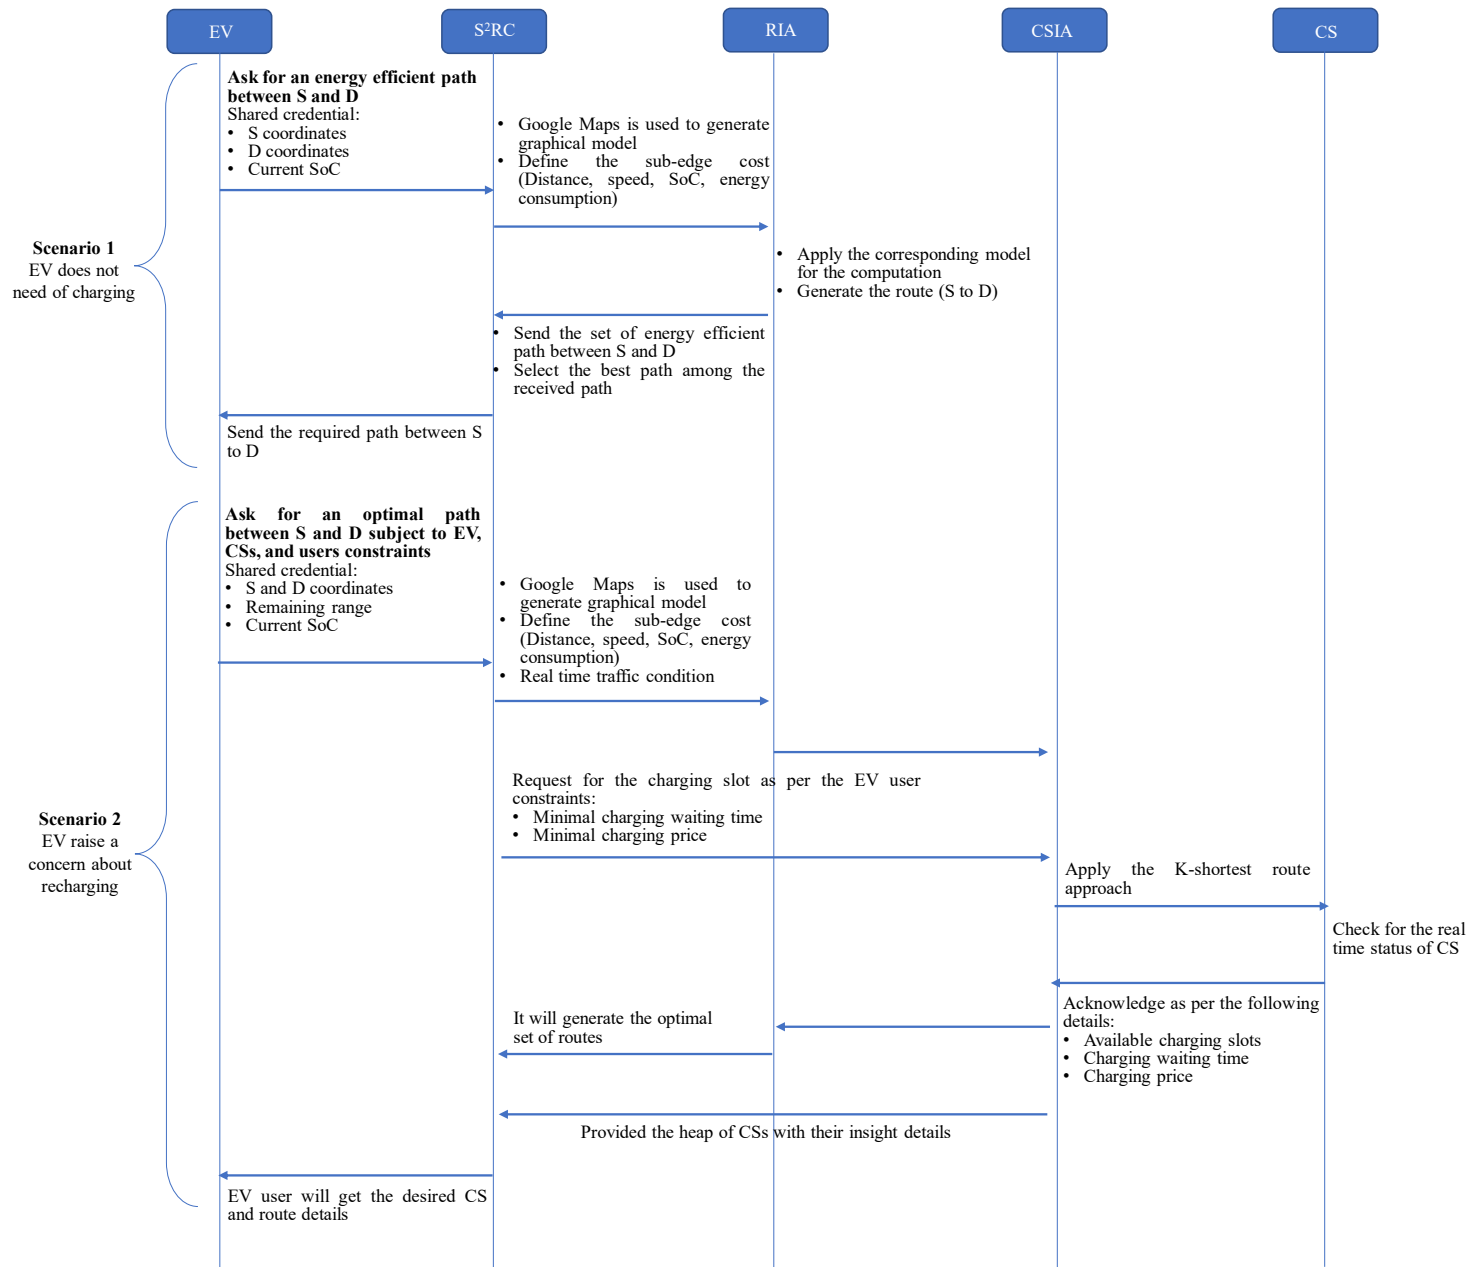 EV
S²RC
RIA
CSIA
CS
Ask for an energy efficient path
between S and D
Shared credential:
• S coordinates
• D coordinates
• Current SoC
• Google Maps is used to generate
graphical model
• Define the sub-edge cost
(Distance, speed, SoC, energy
consumption)
Scenario 1
EV does not
need of charging
• Apply the corresponding model
for the computation
• Generate the route (S to D)
• Send the set of energy efficient
path between S and D
• Select the best path among the
received path
Send the required path between S
to D
Ask for an optimal path
between S and D subject to EV,
CSs, and users constraints
Shared credential:
• S and D coordinates
• Remaining range
• Current SoC
• Google Maps is used to
generate graphical model
• Define the sub-edge cost
(Distance, speed, SoC, energy
consumption)
• Real time traffic condition
Scenario 2
EV raise a
concern about
recharging
Request for the charging slot as per the EV user
constraints:
• Minimal charging waiting time
• Minimal charging price
Apply the K-shortest route
approach
Check for the real
time status of CS
Acknowledge as per the following
details:
• Available charging slots
• Charging waiting time
• Charging price
It will generate the optimal
set of routes
Provided the heap of CSs with their insight details
EV user will get the desired CS
and route details